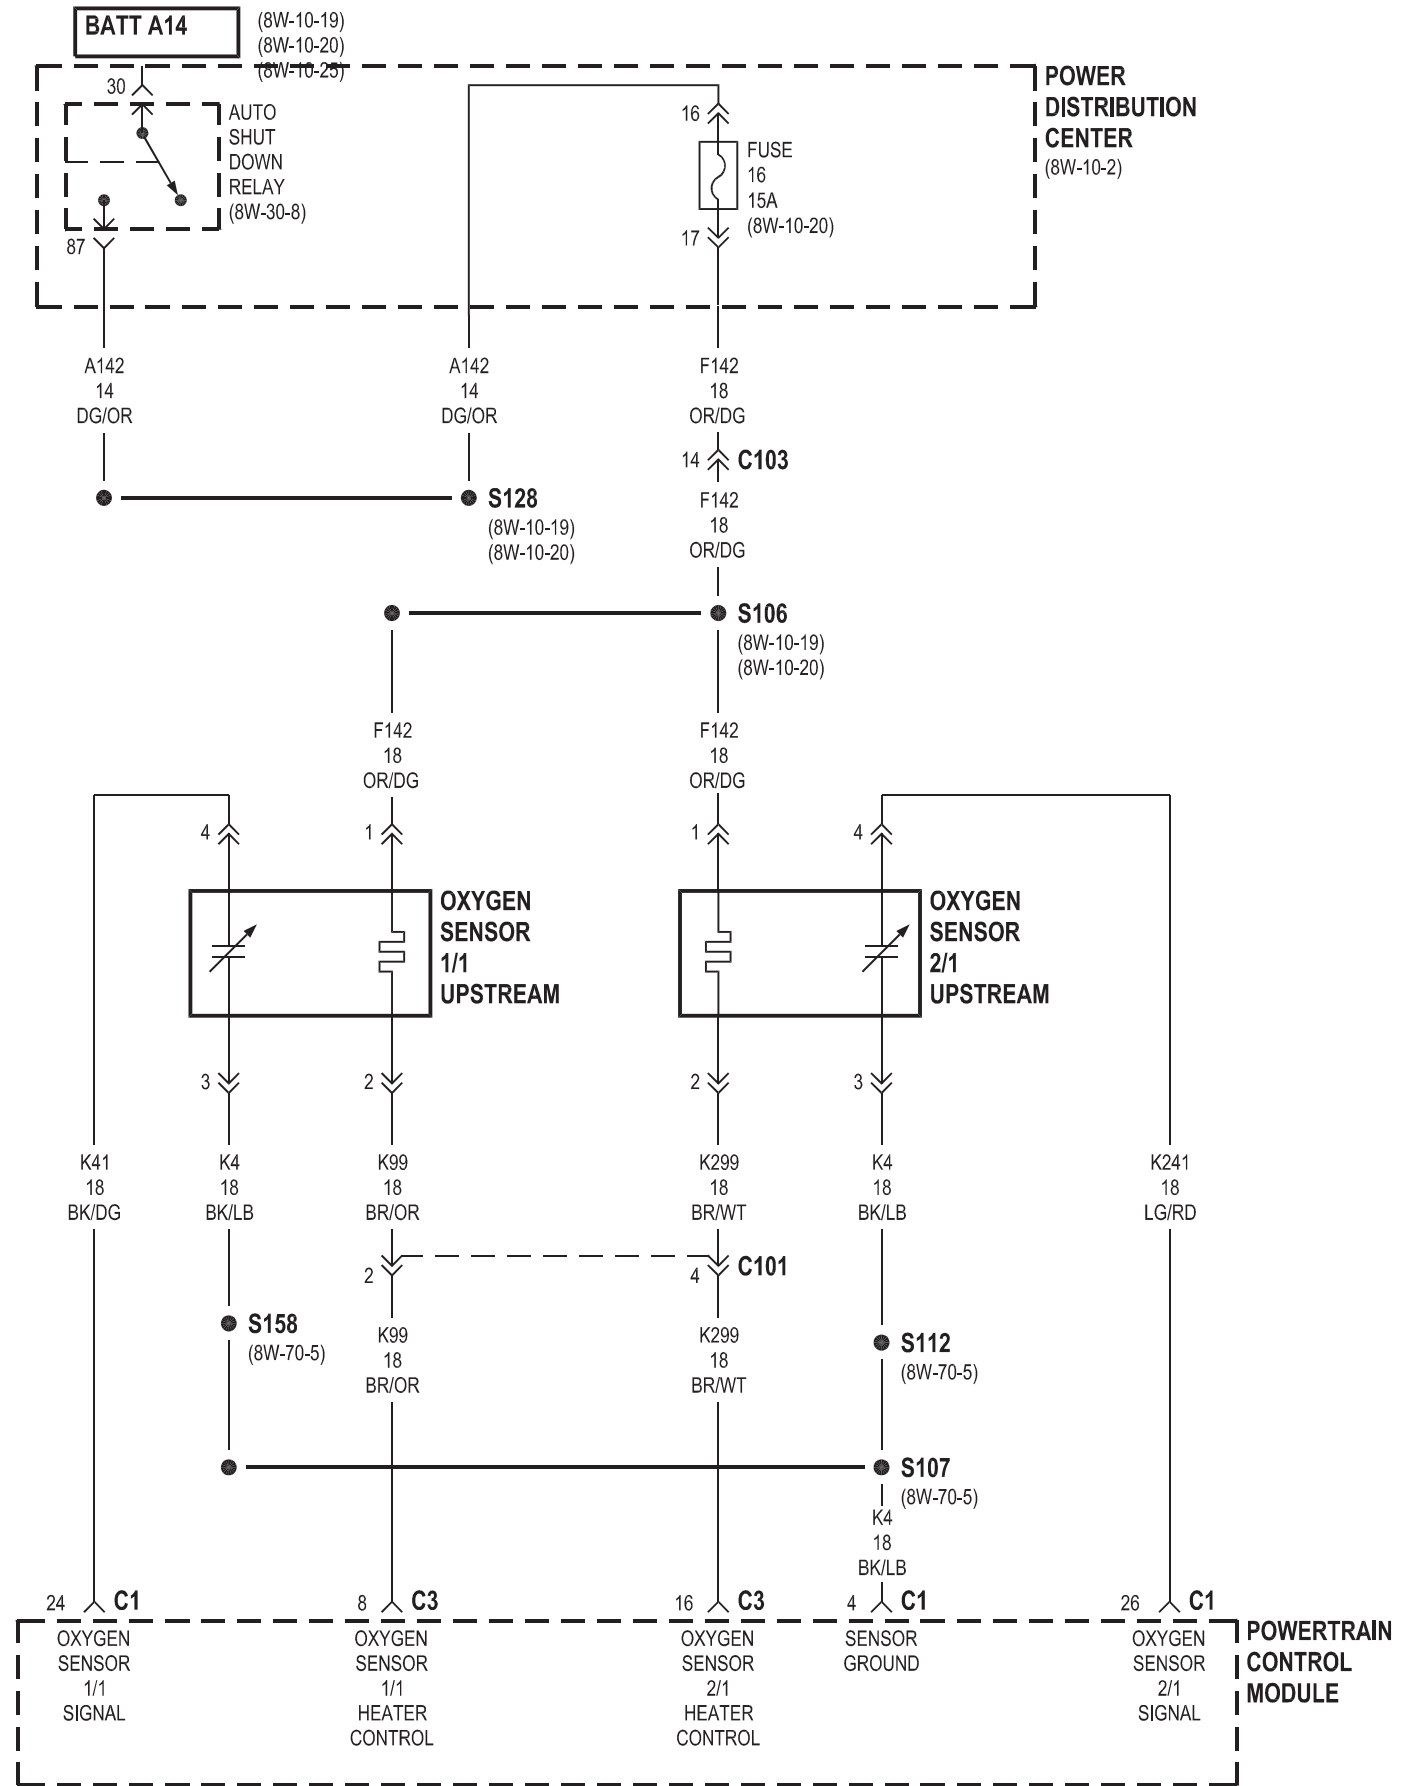 BATT A14
(8W-10-19)
(8W-10-20)
(8W-10-25)
30
AUTO
SHUT
DOWN
RELAY
(8W-30-8)
87
16
FUSE
16
15A
(8W-10-20)
17
POWER
DISTRIBUTION
CENTER
(8W-10-2)
A142
14
DG/OR
A142
14
DG/OR
F142
18
OR/DG
14
C103
F142
18
OR/DG
S128
(8W-10-19)
(8W-10-20)
S106
(8W-10-19)
(8W-10-20)
F142
18
OR/DG
F142
18
OR/DG
4
1
1
4
OXYGEN
SENSOR
1/1
UPSTREAM
OXYGEN
SENSOR
2/1
UPSTREAM
3
2
2
3
K41
18
BK/DG
K4
18
BK/LB
K99
18
BR/OR
K299
18
BR/WT
K4
18
BK/LB
K241
18
LG/RD
2
4
C101
S158
(8W-70-5)
K99
18
BR/OR
K299
18
BR/WT
S112
(8W-70-5)
S107
(8W-70-5)
K4
18
BK/LB
24
C1
8
C3
16
C3
4
C1
26
C1
OXYGEN
SENSOR
1/1
SIGNAL
OXYGEN
SENSOR
1/1
HEATER
CONTROL
OXYGEN
SENSOR
2/1
HEATER
CONTROL
SENSOR
GROUND
OXYGEN
SENSOR
2/1
SIGNAL
POWERTRAIN
CONTROL
MODULE